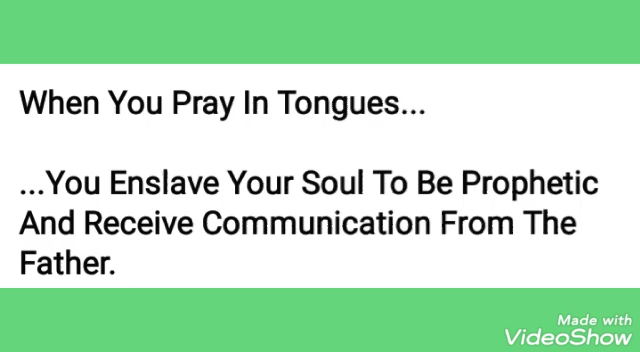 When You Pray In Tongues...
...You Enslave Your Soul To Be Prophetic
And Receive Communication From The
Father.
Made with
VideoShow